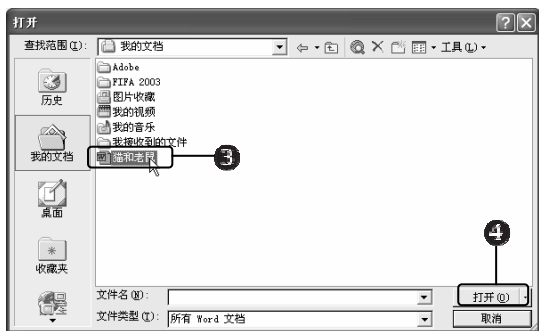 打开
查找范围(I): 我的文档 工具(L)
Adobe
FIFA 2003
图片收藏
我的视频
我的音乐
我接收到的文件
猫和老鼠
3
历史
我的文档
桌面
收藏夹
4
文件名(N): 打开(O)
文件类型(T): 所有 Word 文档 取消